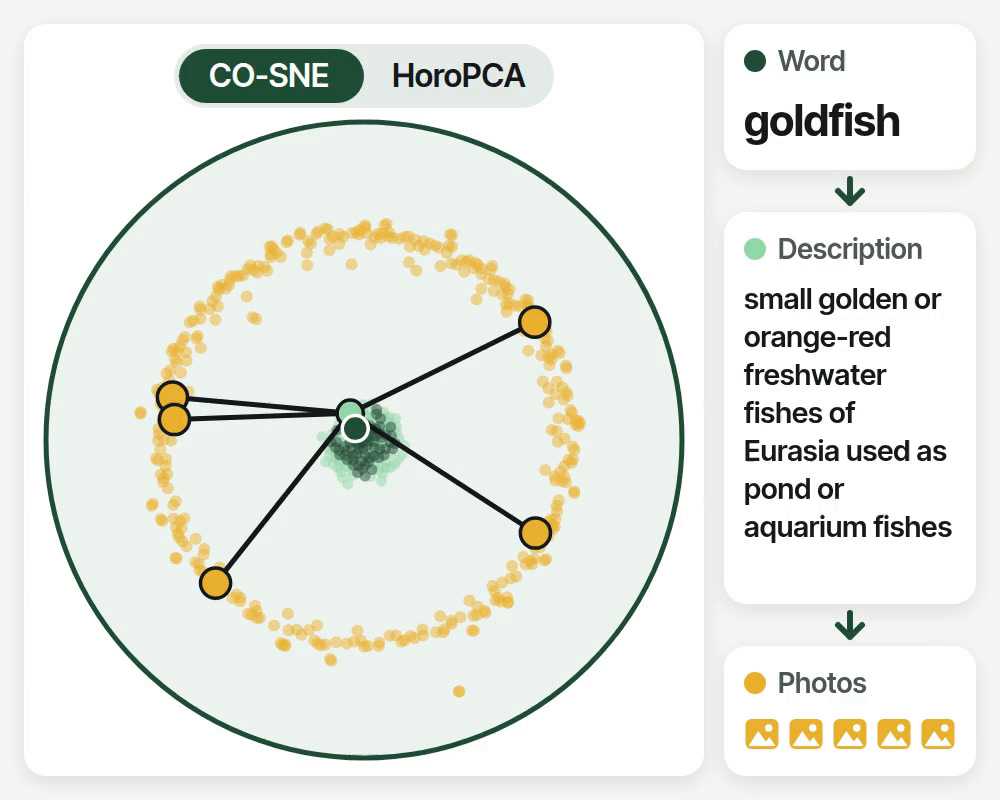 CO-SNE HoroPCA
Word
goldfish
Description
small golden or
orange-red
freshwater
fishes of
Eurasia used as
pond or
aquarium fishes
Photos